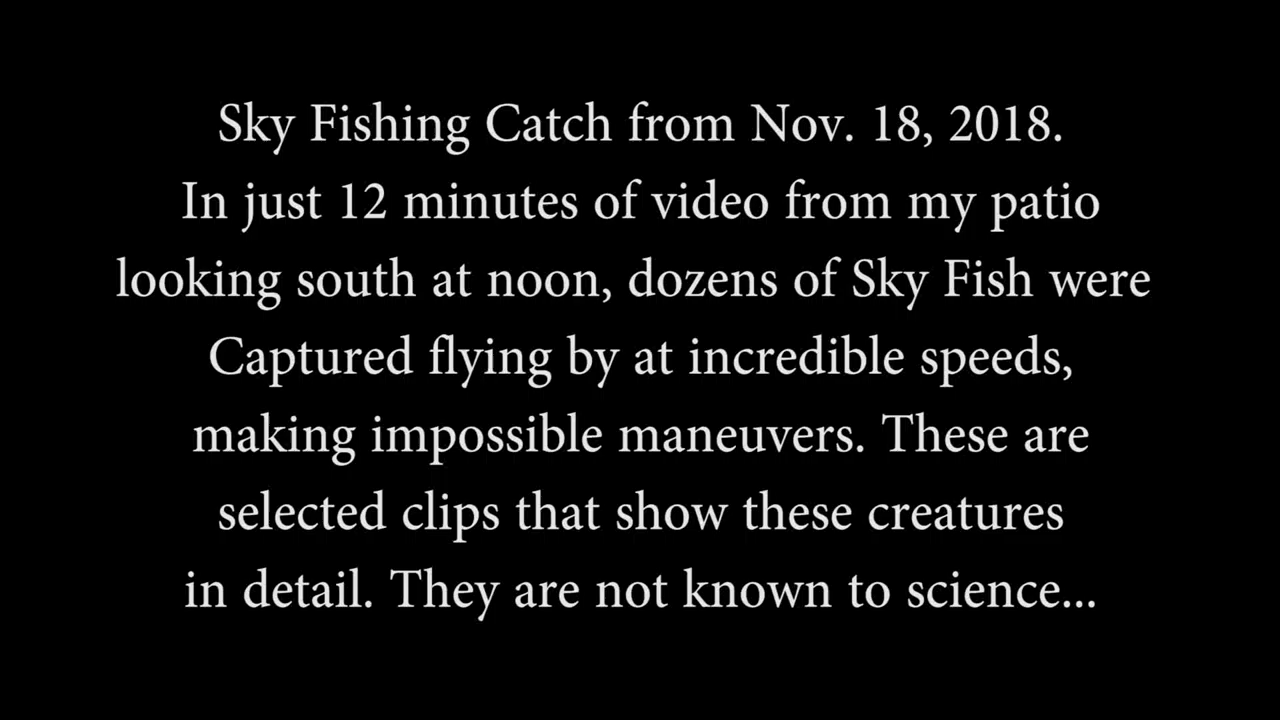 Sky Fishing Catch from Nov. 18, 2018.
In just 12 minutes of video from my patio
looking south at noon, dozens of Sky Fish were
Captured flying by at incredible speeds,
making impossible maneuvers. These are
selected clips that show these creatures
in detail. They are not known to science...